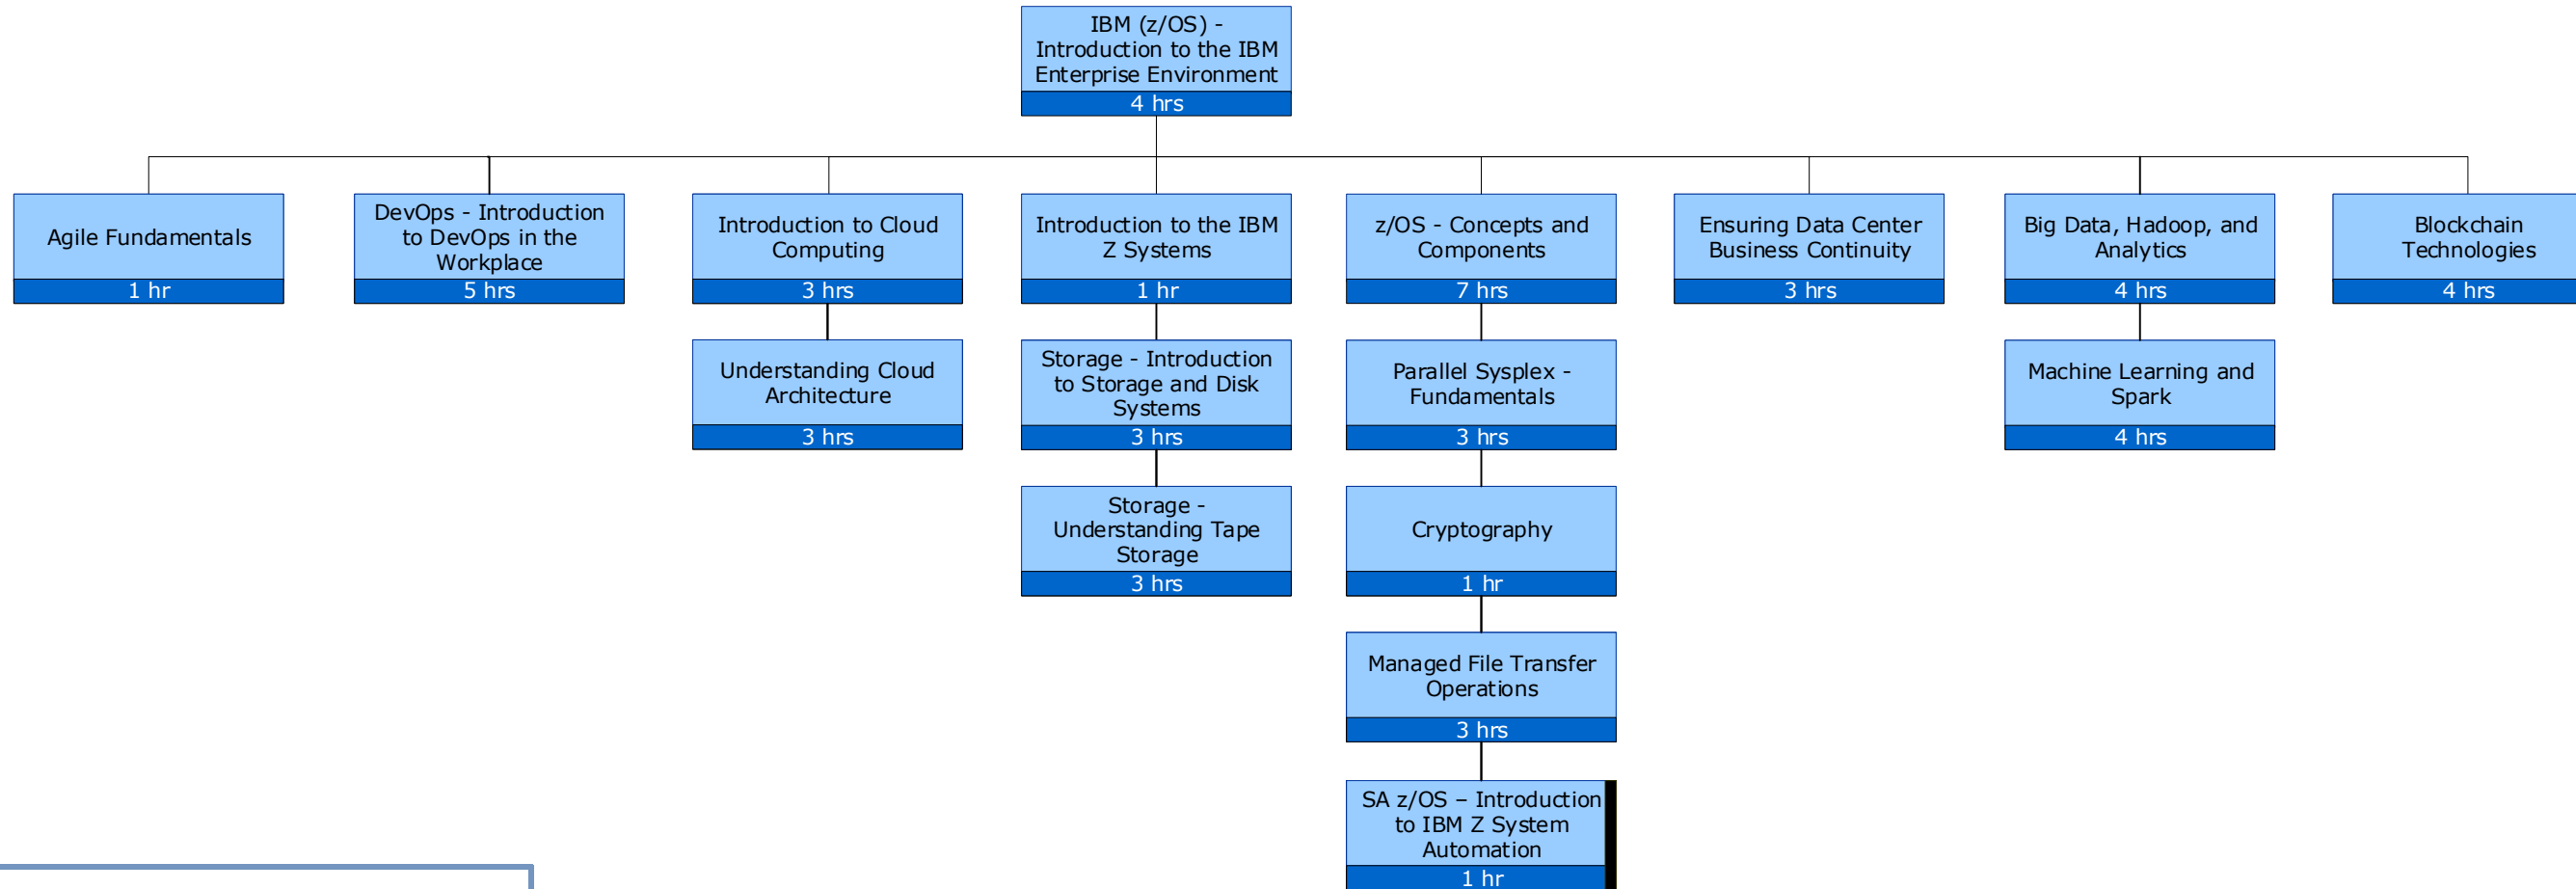 IBM (z/OS) -
Introduction to the IBM
Enterprise Environment
4 hrs
Agile Fundamentals
1 hr
DevOps - Introduction
to DevOps in the
Workplace
5 hrs
Introduction to Cloud
Computing
3 hrs
Introduction to the IBM
Z Systems
1 hr
z/OS - Concepts and
Components
7 hrs
Ensuring Data Center
Business Continuity
3 hrs
Big Data, Hadoop, and
Analytics
4 hrs
Blockchain
Technologies
4 hrs
Understanding Cloud
Architecture
3 hrs
Storage - Introduction
to Storage and Disk
Systems
3 hrs
Parallel Sysplex -
Fundamentals
3 hrs
Machine Learning and
Spark
4 hrs
Storage -
Understanding Tape
Storage
3 hrs
Cryptography
1 hr
Managed File Transfer
Operations
3 hrs
SA z/OS – Introduction
to IBM Z System
Automation
1 hr